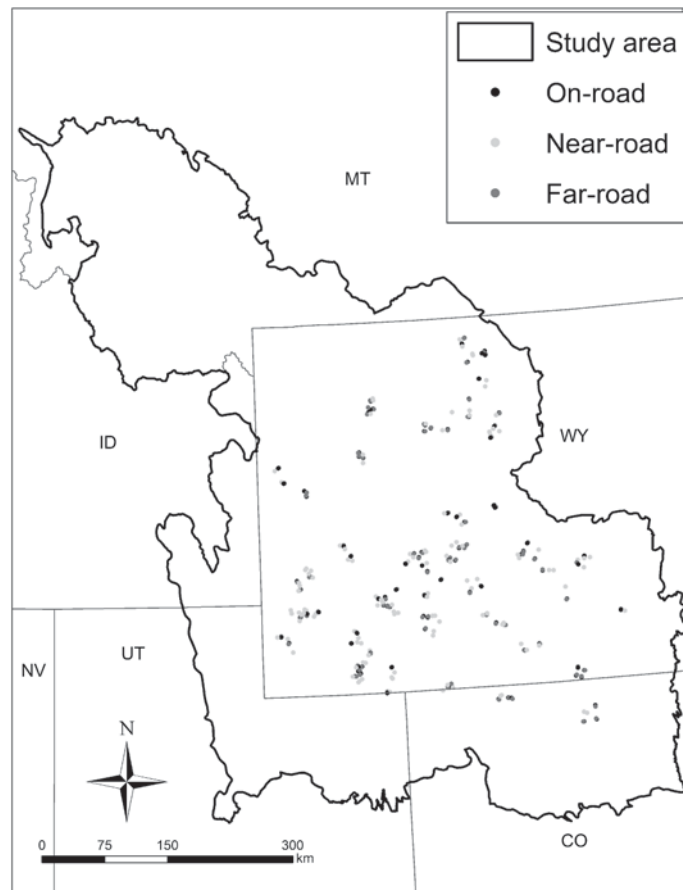 Study area
On-road
Near-road
Far-road
MT
ID
WY
UT
NV
N
0 75 150 300
km
CO